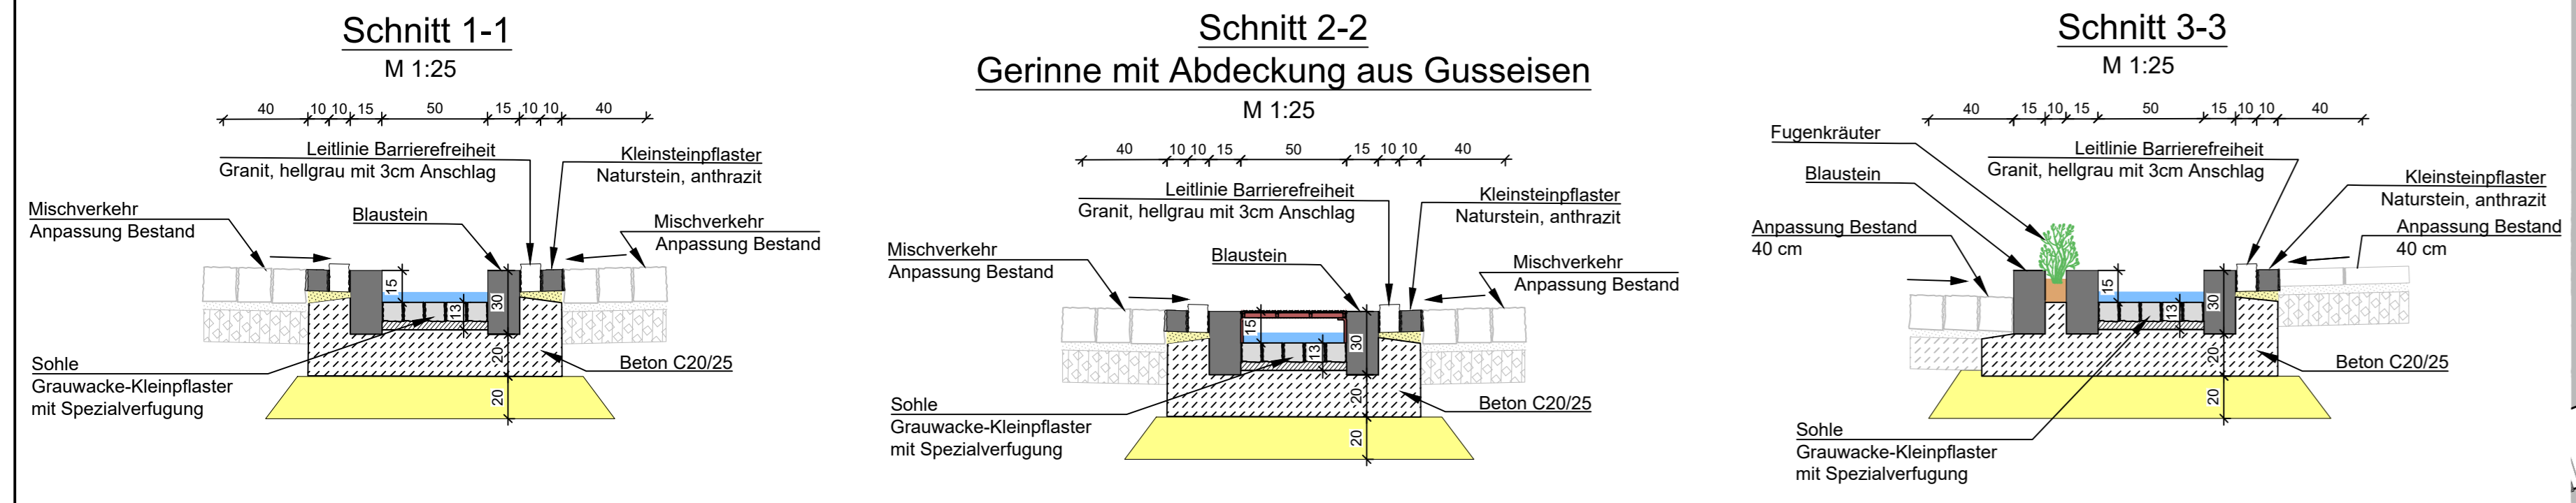 Schnitt 1-1
M 1:25
40 10 10 15 50 15 10 10 40
Leitlinie Barrierefreiheit
Granit, hellgrau mit 3cm Anschlag
Kleinsteinpflaster
Naturstein, anthrazit
Mischverkehr
Anpassung Bestand
Blaustein
Mischverkehr
Anpassung Bestand
15
13
30
20
20
Sohle
Grauwacke-Kleinpflaster
mit Spezialverfugung
Beton C20/25
Schnitt 2-2
Gerinne mit Abdeckung aus Gusseisen
M 1:25
40 10 10 15 50 15 10 10 40
Leitlinie Barrierefreiheit
Granit, hellgrau mit 3cm Anschlag
Kleinsteinpflaster
Naturstein, anthrazit
Mischverkehr
Anpassung Bestand
Blaustein
Mischverkehr
Anpassung Bestand
15
13
30
20
20
Sohle
Grauwacke-Kleinpflaster
mit Spezialverfugung
Beton C20/25
Schnitt 3-3
M 1:25
40 15 10 15 50 15 10 10 40
Fugenkräuter
Leitlinie Barrierefreiheit
Granit, hellgrau mit 3cm Anschlag
Blaustein
Kleinsteinpflaster
Naturstein, anthrazit
Anpassung Bestand
40 cm
Anpassung Bestand
40 cm
15
13
30
20
20
Beton C20/25
Sohle
Grauwacke-Kleinpflaster
mit Spezialverfugung